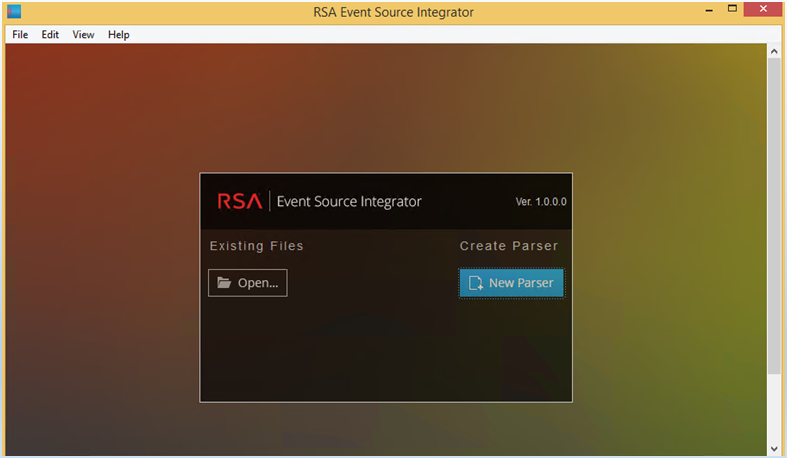 RSA Event Source Integrator
File Edit View Help
RSA Event Source Integrator Ver. 1.0.0.0
Existing Files Create Parser
Open... New Parser